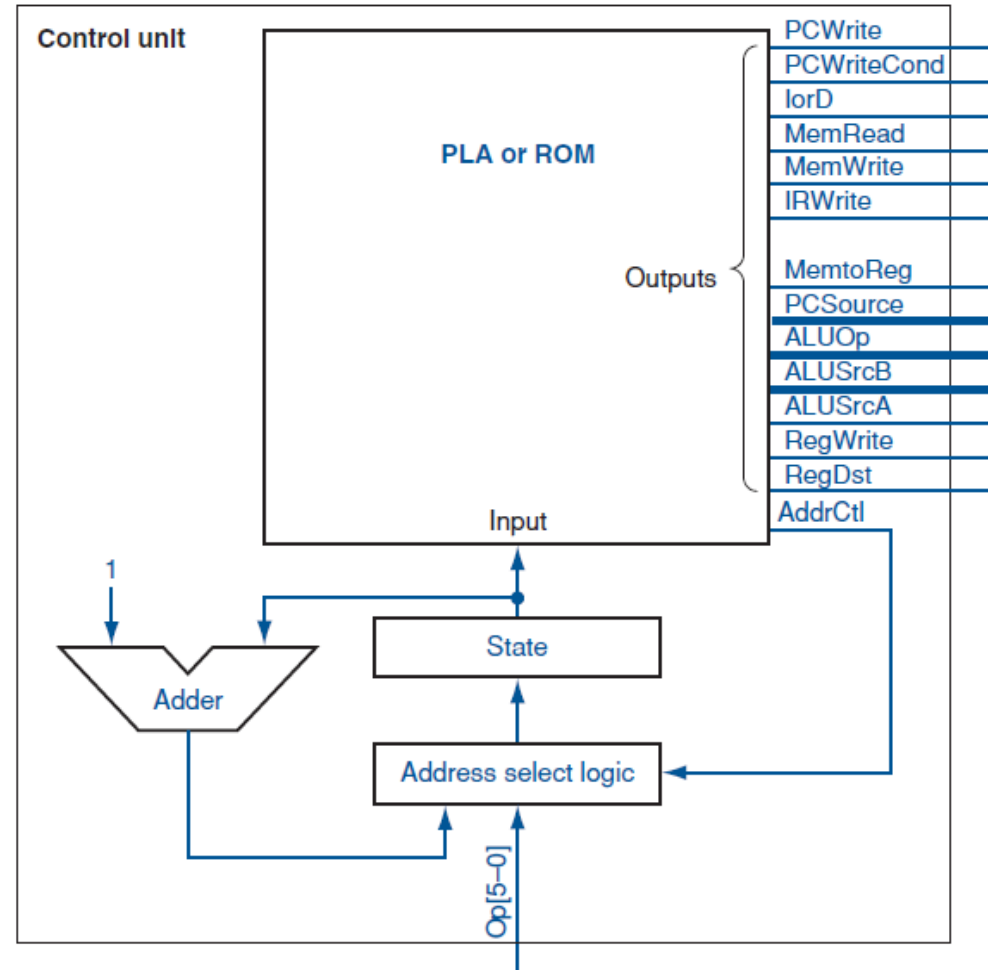 Control unit
PLA or ROM
Outputs
PCWrite
PCWriteCond
IorD
MemRead
MemWrite
IRWrite
MemtoReg
PCSource
ALUOp
ALUSrcB
ALUSrcA
RegWrite
RegDst
AddrCtl
Input
1
State
Adder
Address select logic
Op[5–0]